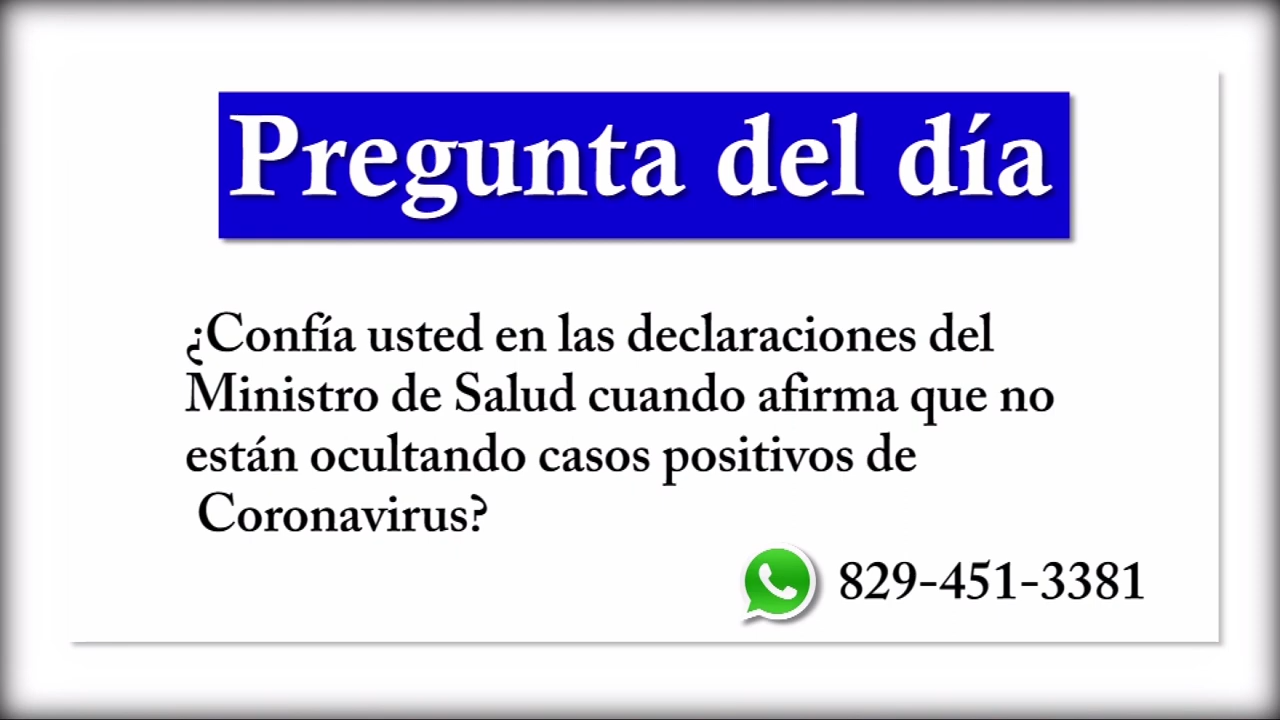 Pregunta del día
¿Confía usted en las declaraciones del
Ministro de Salud cuando afirma que no
están ocultando casos positivos de
Coronavirus?
829-451-3381